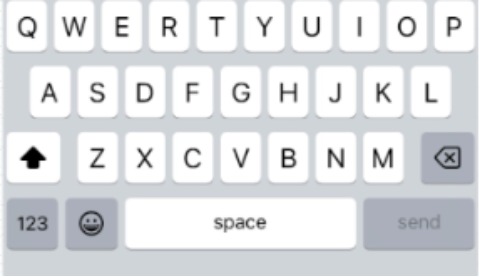 Q W E R T Y U I O P
A S D F G H J K L
Z X C V B N M
123 space send